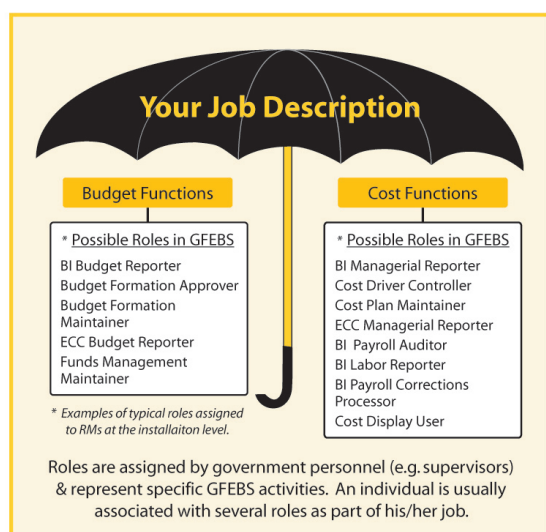 Your Job Description
Budget Functions
* Possible Roles in GFEBS
BI Budget Reporter
Budget Formation Approver
Budget Formation
Maintainer
ECC Budget Reporter
Funds Management
Maintainer
* Examples of typical roles assigned
to RMs at the installaiton level.
Cost Functions
* Possible Roles in GFEBS
BI Managerial Reporter
Cost Driver Controller
Cost Plan Maintainer
ECC Managerial Reporter
BI Payroll Auditor
BI Labor Reporter
BI Payroll Corrections
Processor
Cost Display User
Roles are assigned by government personnel (e.g. supervisors)
& represent specific GFEBS activities. An individual is usually
associated with several roles as part of his/her job.